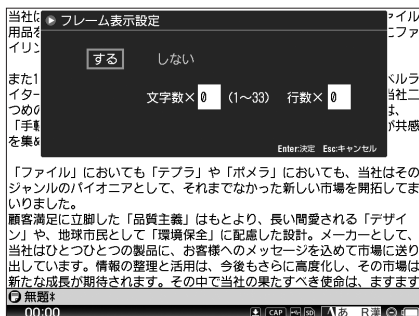 当社に フレーム表示設定 ァイル
用品を こファ
イリン する しない
また1 ベルラ
イター 文字数× 0 (1～33) 行数× 0 当社二
つめの は、
「手軽 が共感
を集め Enter:決定 Esc:キャンセル
「ファイル」においても「テプラ」や「ポメラ」においても、当社はその
ジャンルのパイオニアとして、それまでなかった新しい市場を開拓してま
いりました。
顧客満足に立脚した「品質主義」はもとより、長い間愛される「デザイ
ン」や、地球市民として「環境保全」に配慮した設計。メーカーとして、
当社はひとつひとつの製品に、お客様へのメッセージを込めて市場に送り
出しています。情報の整理と活用は、今後もさらに高度化し、その市場は
新たな成長が期待されます。その中で当社の果たすべき使命は、ますます
無題*
00:00 CAP SD あ R漢